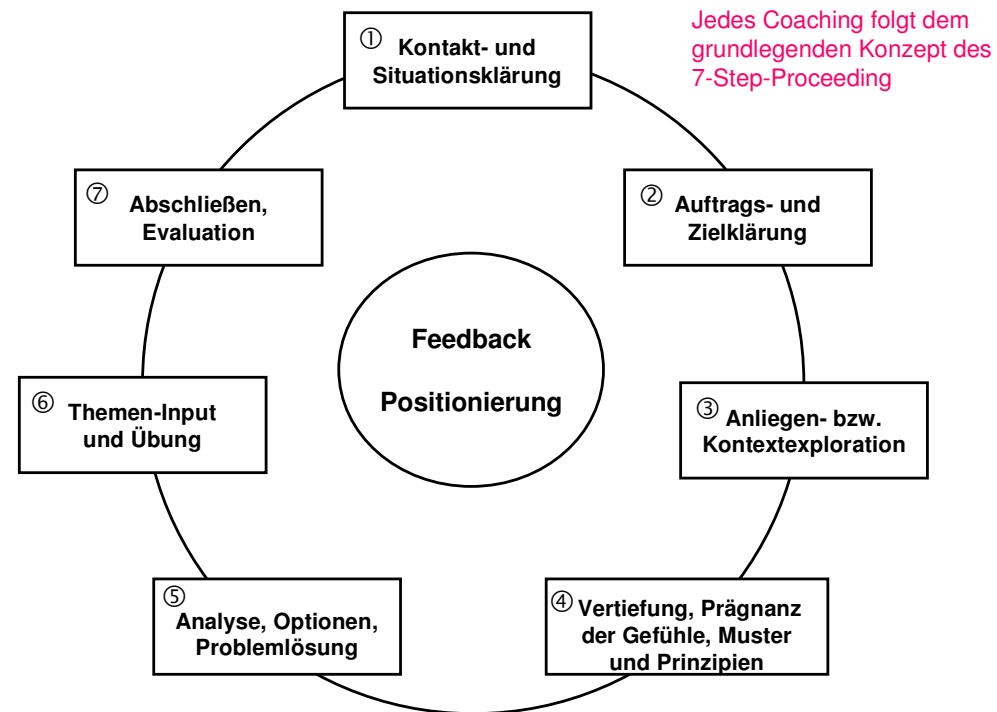 Jedes Coaching folgt dem
grundlegenden Konzept des
7-Step-Proceeding
① Kontakt- und
Situationsklärung
② Auftrags- und
Zielklärung
③ Anliegen- bzw.
Kontextexploration
④ Vertiefung, Prägnanz
der Gefühle, Muster
und Prinzipien
⑤
Analyse, Optionen,
Problemlösung
⑥ Themen-Input
und Übung
⑦ Abschließen,
Evaluation
Feedback
Positionierung